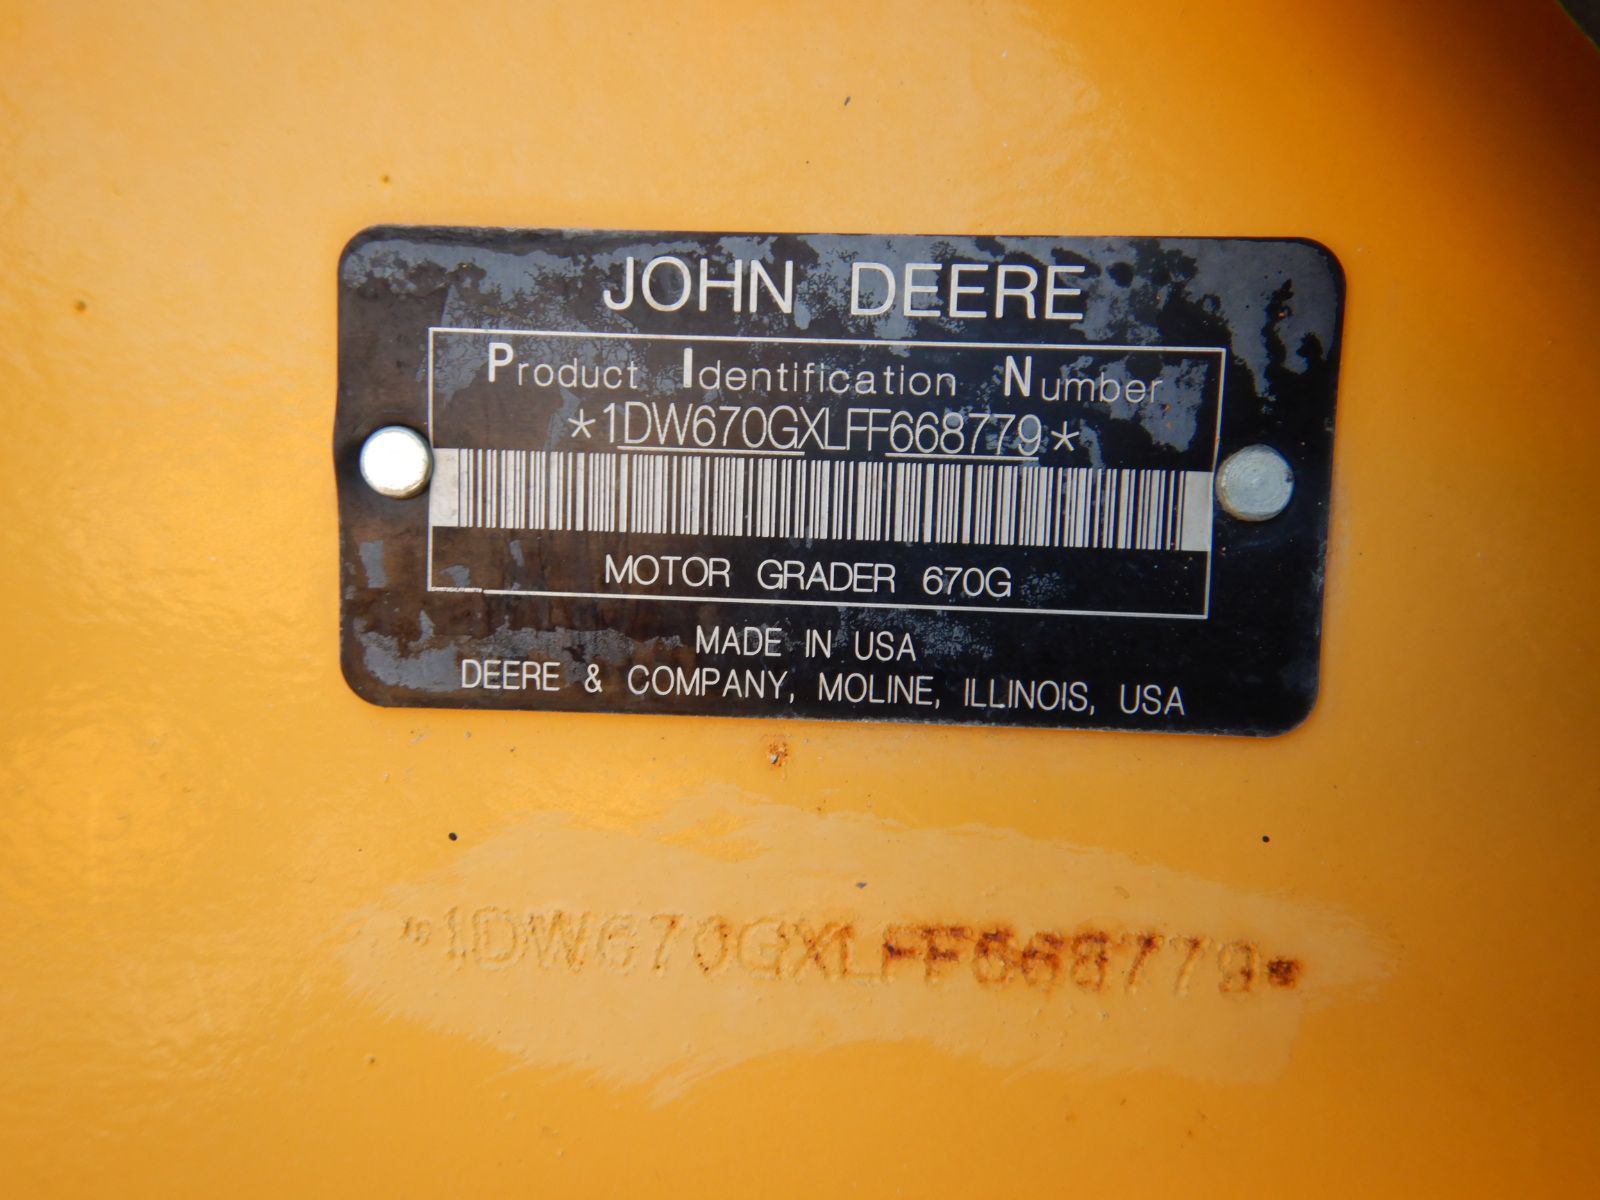 JOHN DEERE
Product Identification Number
*1DW670GXLFF668779*
MOTOR GRADER 670G
MADE IN USA
DEERE & COMPANY, MOLINE, ILLINOIS, USA
*1DW670GXLFF668779*